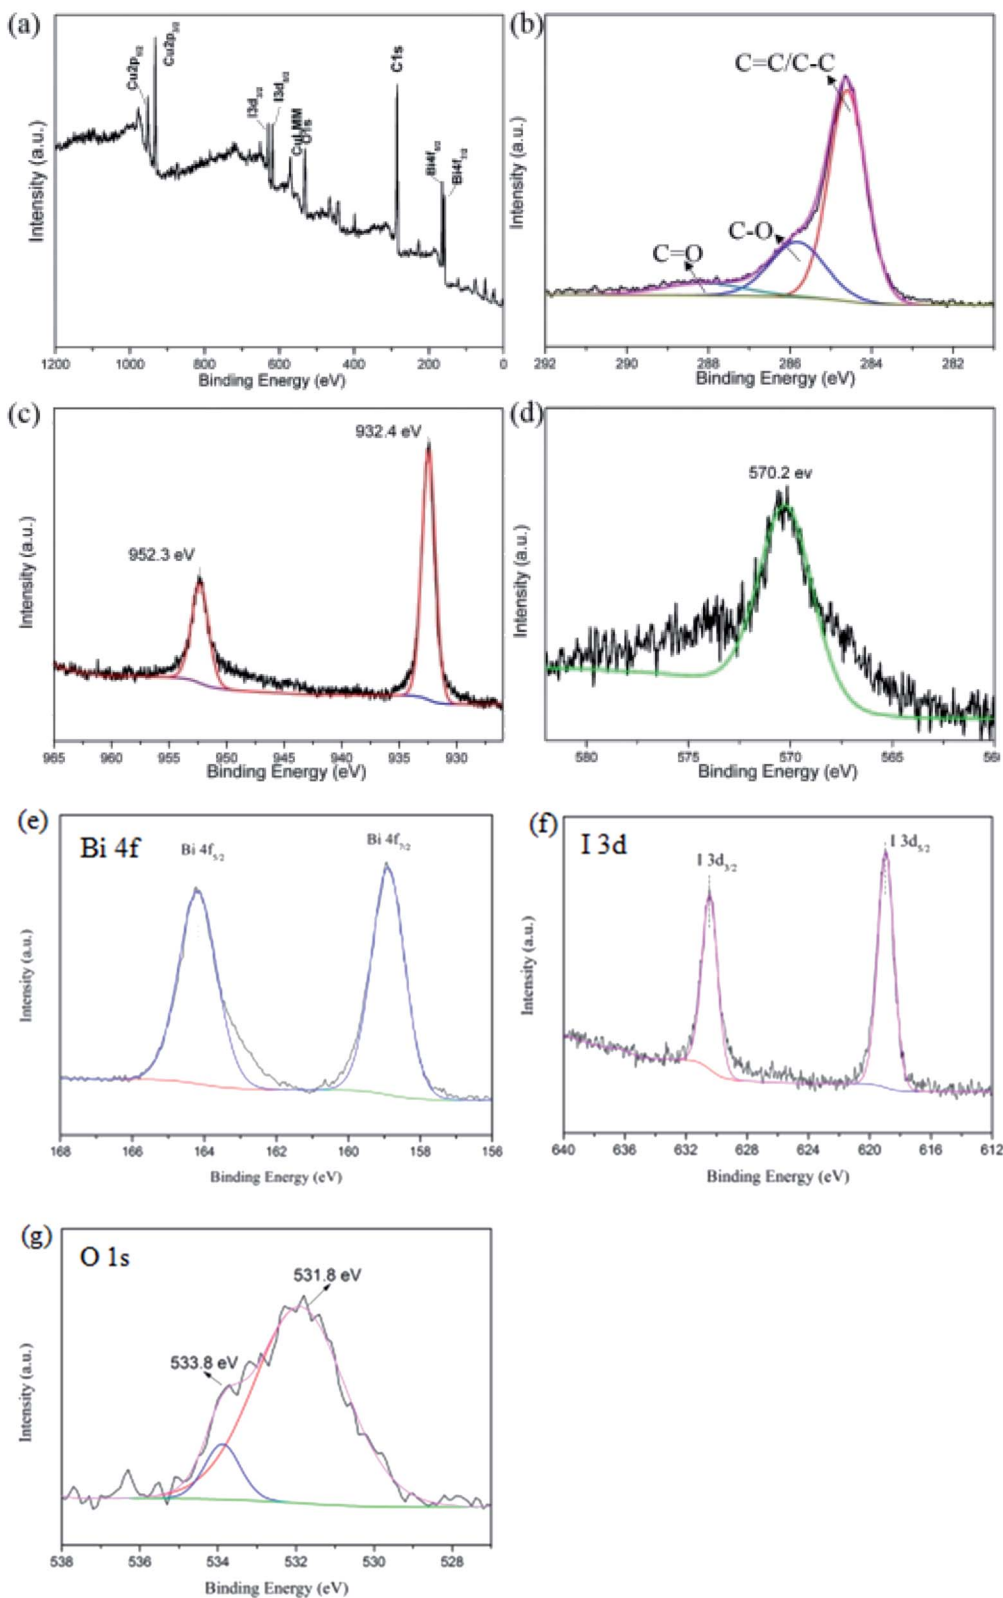 (a)
Cu2p1/2
Cu2p3/2
I3d3/2
I3d5/2
CuLMM
O1s
C1s
Bi4f5/2
Bi4f7/2
Intensity (a.u.)
1200 1000 800 600 400 200 0
Binding Energy (eV)
(b)
C=C/C-C
C-O
C=O
Intensity (a.u.)
292 290 288 286 284 282
Binding Energy (eV)
(c)
932.4 eV
952.3 eV
Intensity (a.u.)
965 960 955 950 945 940 935 930
Binding Energy (eV)
(d)
570.2 ev
Intensity (a.u.)
580 575 570 565 56
Binding Energy (eV)
(e)
Bi 4f
Bi 4f5/2
Bi 4f7/2
Intensity (a.u.)
168 166 164 162 160 158 156
Binding Energy (eV)
(f)
I 3d
I 3d3/2
I 3d5/2
Intensity (a.u.)
640 636 632 628 624 620 616 612
Binding Energy (eV)
(g)
O 1s
531.8 eV
533.8 eV
Intensity (a.u.)
538 536 534 532 530 528
Binding Energy (eV)